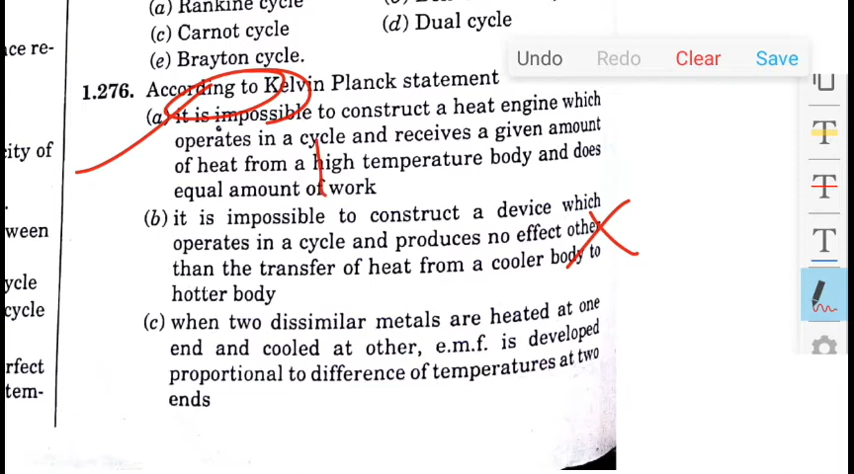 (a) Rankine cycle
(c) Carnot cycle
(d) Dual cycle
(e) Brayton cycle.
ce re-
Undo Redo Clear Save
1.276. According to Kelvin Planck statement
(a) it is impossible to construct a heat engine which
operates in a cycle and receives a given amount
of heat from a high temperature body and does
equal amount of work
ity of
(b) it is impossible to construct a device which
operates in a cycle and produces no effect other
than the transfer of heat from a cooler body to
hotter body
ween
ycle
cycle
(c) when two dissimilar metals are heated at one
end and cooled at other, e.m.f. is developed
proportional to difference of temperatures at two
ends
rfect
tem-
T
T
T